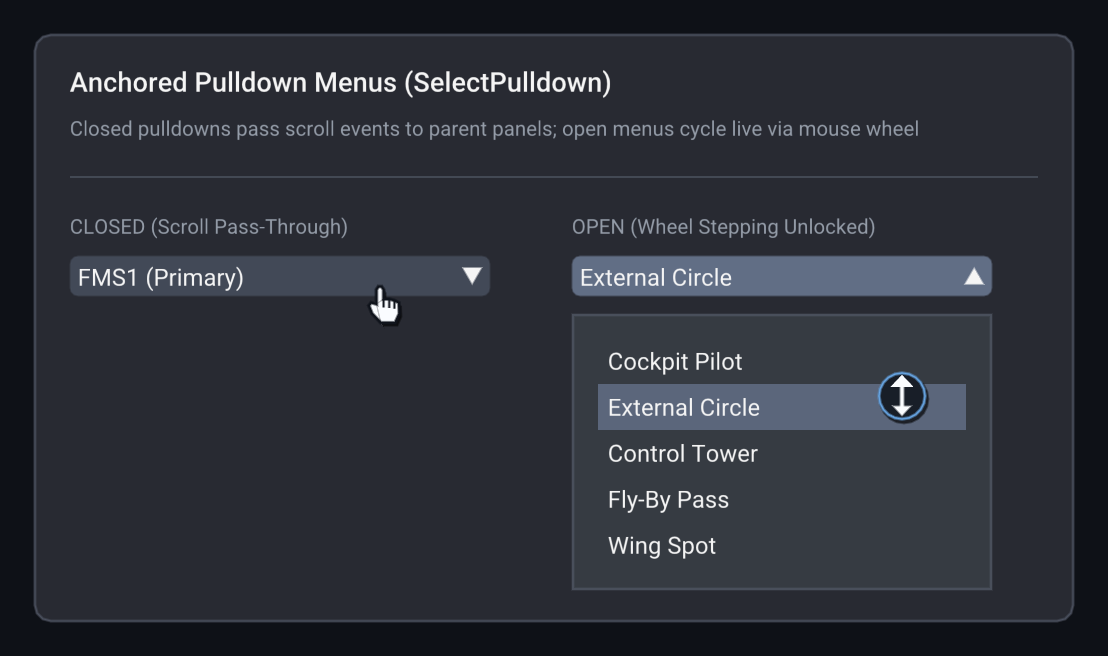 Anchored Pulldown Menus (SelectPulldown)
Closed pulldowns pass scroll events to parent panels; open menus cycle live via mouse wheel
CLOSED (Scroll Pass-Through)
FMS1 (Primary)
OPEN (Wheel Stepping Unlocked)
External Circle
Cockpit Pilot
External Circle
Control Tower
Fly-By Pass
Wing Spot